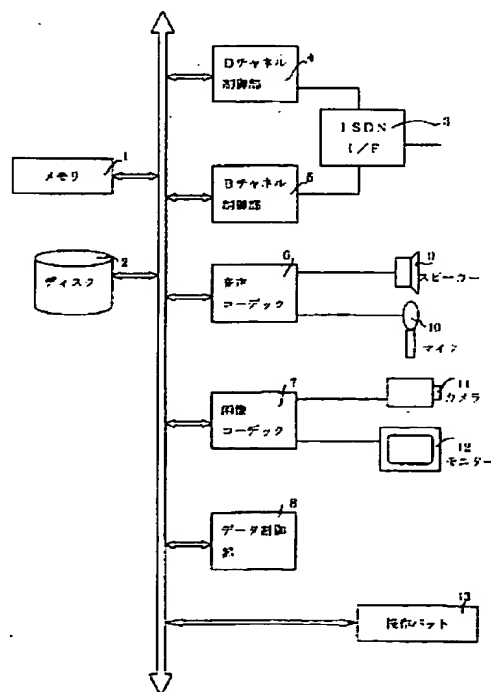 Dチャネル
制御部
4
ISDN
I/F
3
メモリ
1
Bチャネル
制御部
5
ディスク
2
音声
コーデック
6
9
スピーカー
10
マイク
画像
コーデック
7
11
カメラ
12
モニター
データ制御
部
8
操作パット
13